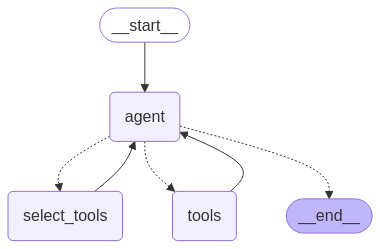 __start__
agent
select_tools
tools
__end__